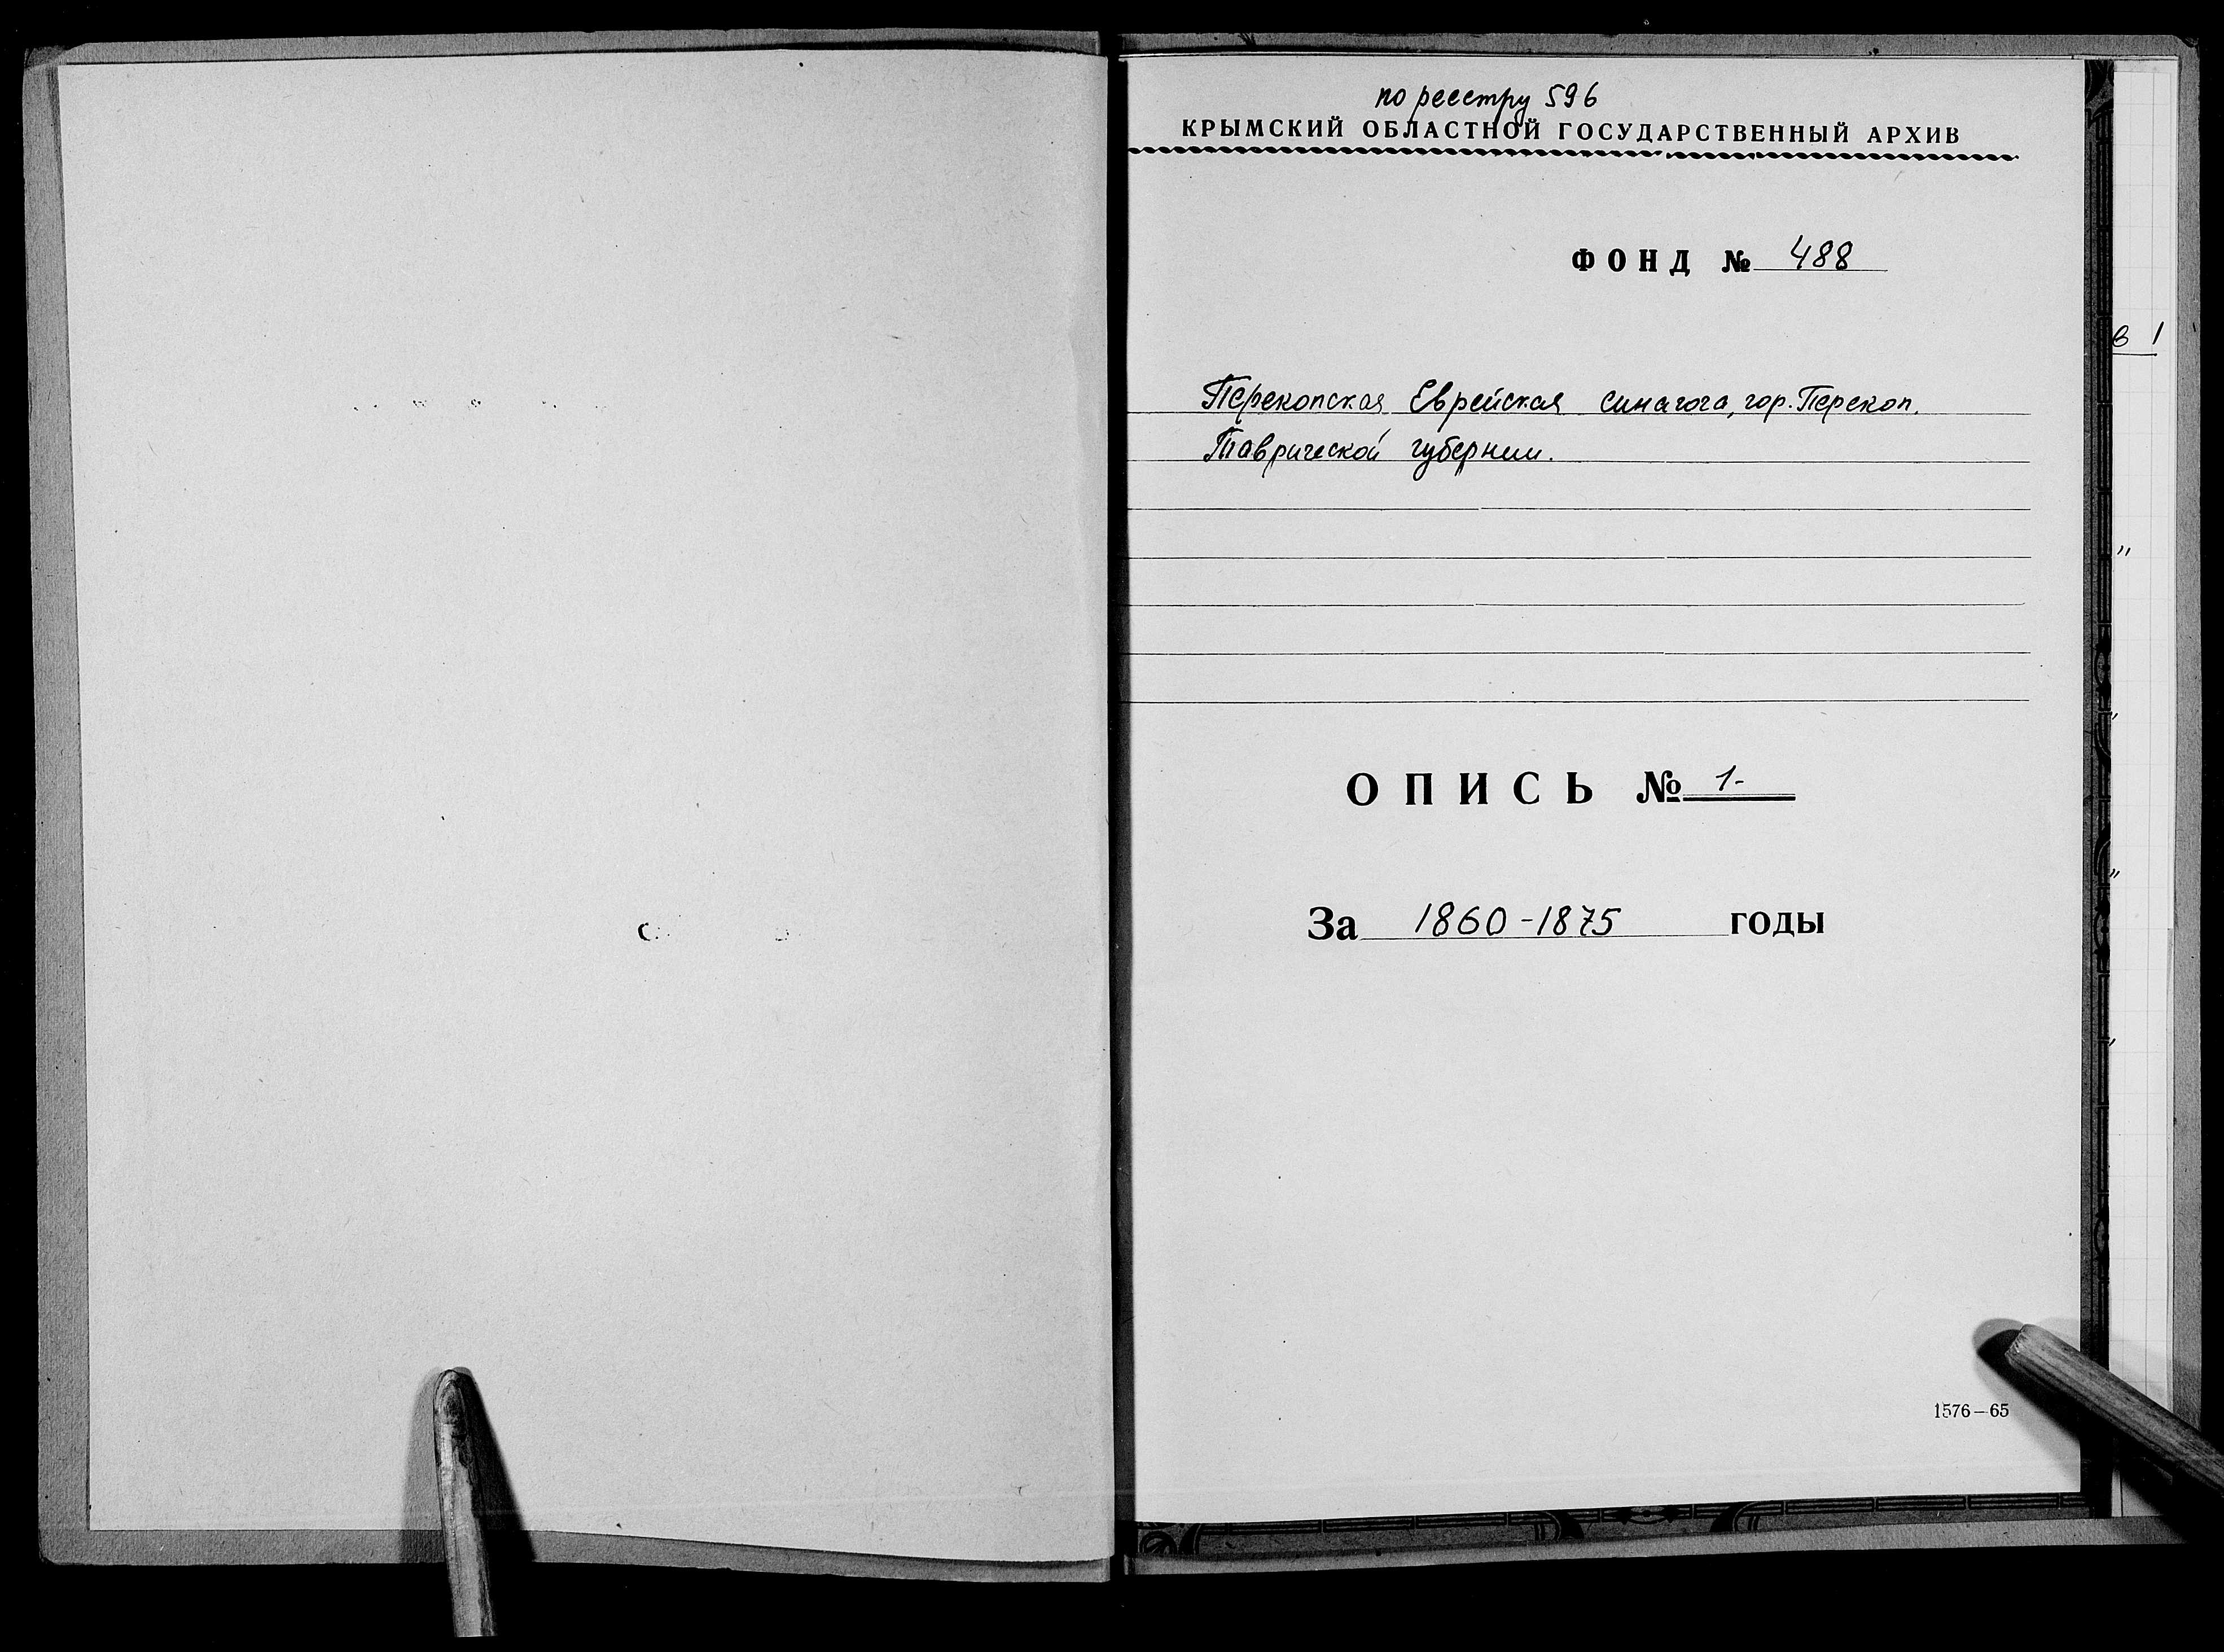 по реестру 596
КРЫМСКИЙ ОБЛАСТНОЙ ГОСУДАРСТВЕННЫЙ АРХИВ
ФОНД № 488
в 1
Перекопская Еврейская синагога, гор. Перекоп.
Таврической губернии.
ОПИСЬ № 1-
За 1860-1875 годы
1576—65